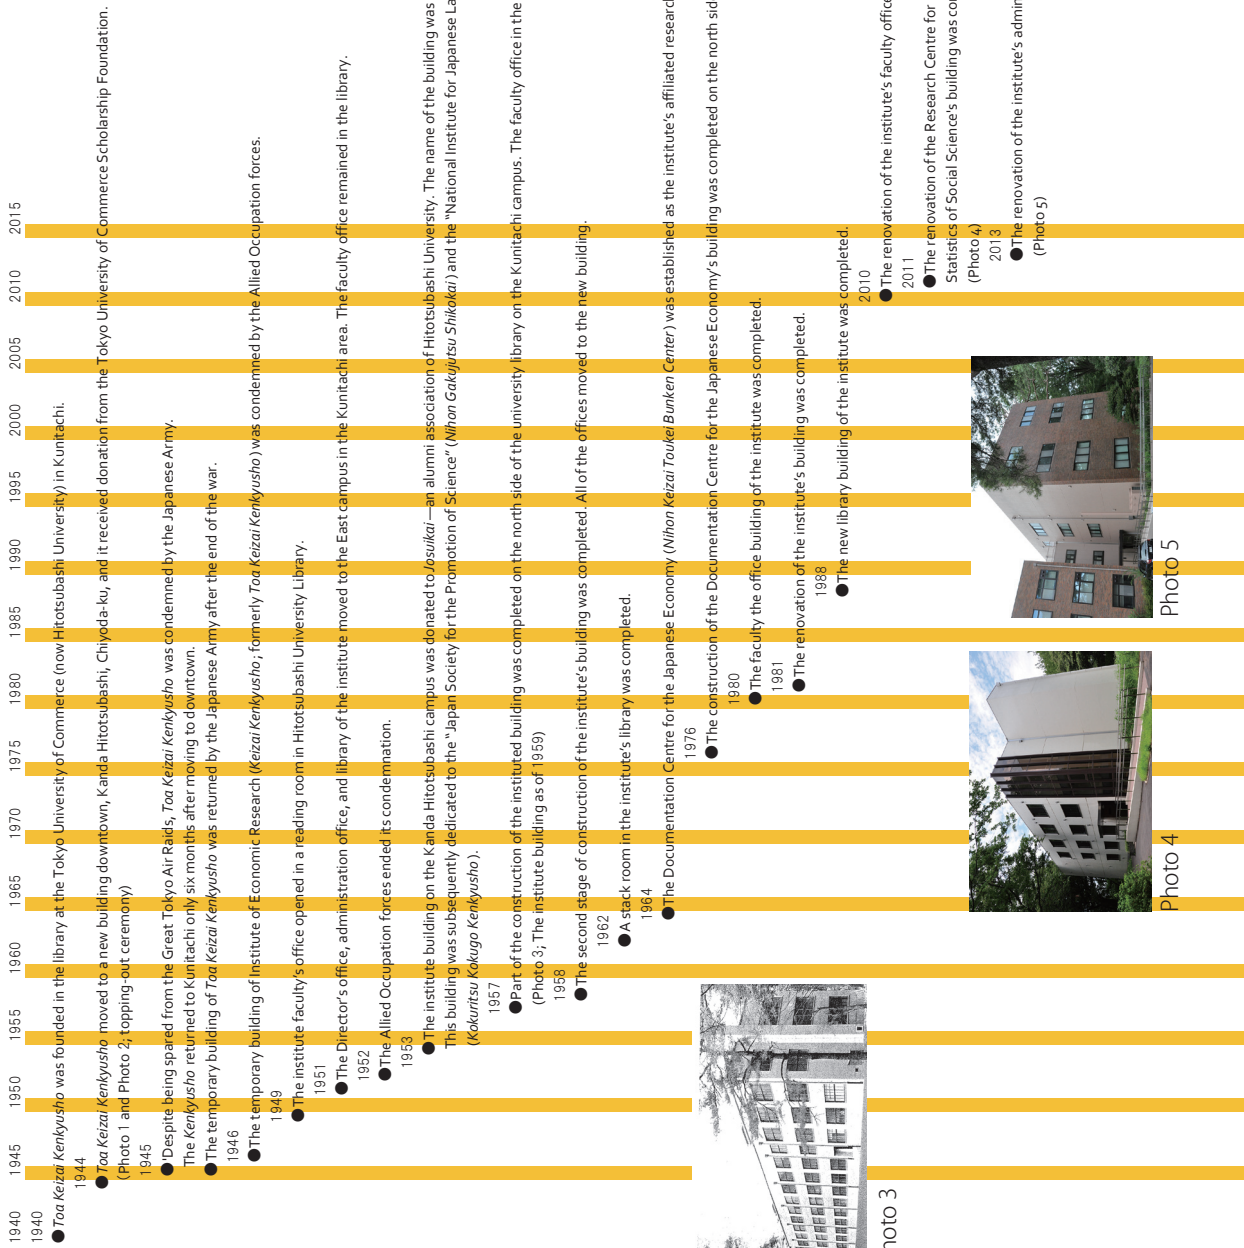 1940 1945 1950 1955 1960 1965 1970 1975 1980 1985 1990 1995 2000 2005 2010 2015
1940
●Toa Keizai Kenkyusho was founded in the library at the Tokyo University of Commerce (now Hitotsubashi University) in Kunitachi.
1944
●Toa Keizai Kenkyusho moved to a new building downtown, Kanda Hitotsubashi, Chiyoda-ku, and it received donation from the Tokyo University of Commerce Scholarship Foundation.
(Photo 1 and Photo 2; topping-out ceremony)
1945
●'Despite being spared from the Great Tokyo Air Raids, Toa Keizai Kenkyusho was condemned by the Japanese Army.
The Kenkyusho returned to Kunitachi only six months after moving to downtown.
●The temporary building of Toa Keizai Kenkyusho was returned by the Japanese Army after the end of the war.
1946
●The temporary building of Institute of Economic Research (Keizai Kenkyusho; formerly Toa Keizai Kenkyusho) was condemned by the Allied Occupation forces.
1949
●The institute faculty's office opened in a reading room in Hitotsubashi University Library.
1951
●The Director's office, administration office, and library of the institute moved to the East campus in the Kunitachi area. The faculty office remained in the library.
1952
●The Allied Occupation forces ended its condemnation.
1953
●The institute building on the Kanda Hitotsubashi campus was donated to Josuikai—an alumni association of Hitotsubashi University. The name of the building was
This building was subsequently dedicated to the "Japan Society for the Promotion of Science" (Nihon Gakujutsu Shikokai) and the "National Institute for Japanese La
(Kokuritsu Kokugo Kenkyusho).
1957
●Part of the construction of the instituted building was completed on the north side of the university library on the Kunitachi campus. The faculty office in the
(Photo 3; The institute building as of 1959)
1958
●The second stage of construction of the institute's building was completed. All of the offices moved to the new building.
1962
●A stack room in the institute's library was completed.
1964
●The Documentation Centre for the Japanese Economy (Nihon Keizai Toukei Bunken Center) was established as the institute's affiliated researc
1976
●The construction of the Documentation Centre for the Japanese Economy's building was completed on the north sid
1980
●The faculty the office building of the institute was completed.
1981
●The renovation of the institute's building was completed.
1988
●The new library building of the institute was completed.
2010
●The renovation of the institute's faculty office
2011
●The renovation of the Research Centre for
Statistics of Social Science's building was co
(Photo 4)
2013
●The renovation of the institute's admin
(Photo 5)
hoto 3
Photo 4
Photo 5